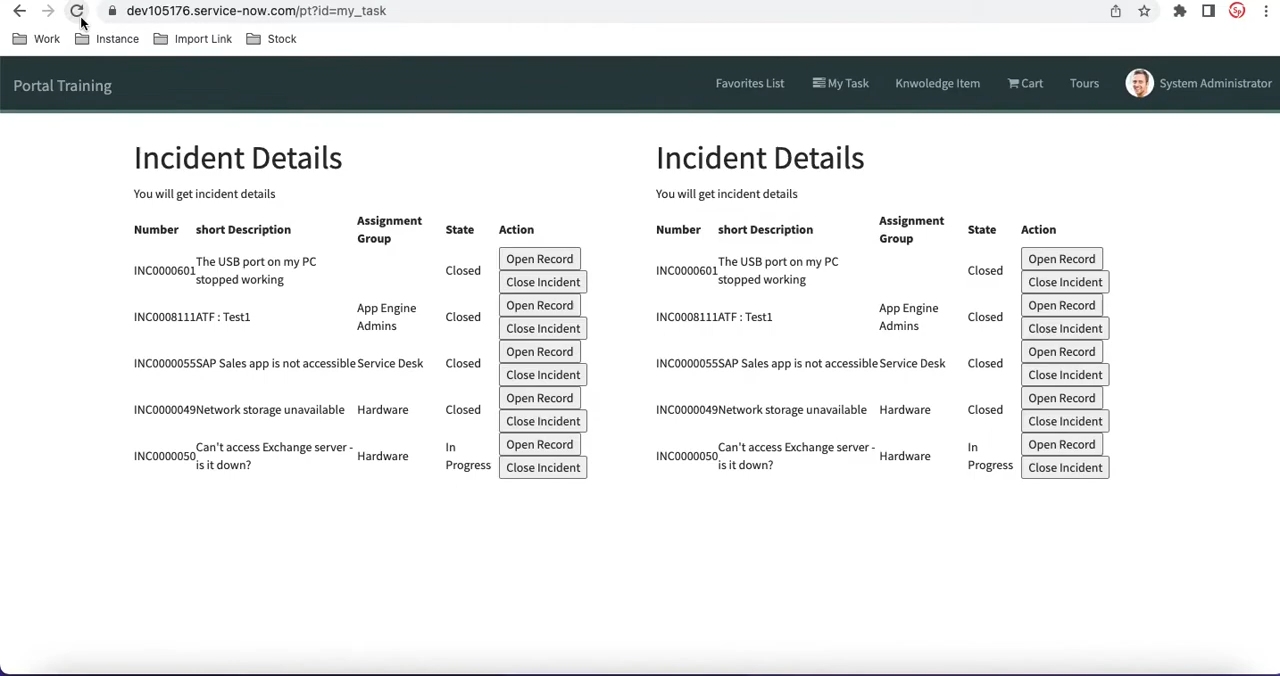 dev105176.service-now.com/pt?id=my_task
Sp
Work Instance Import Link Stock
Portal Training
Favorites List My Task Knwoledge Item Cart Tours System Administrator
Incident Details
You will get incident details
Number short Description Assignment Group State Action
INC0000601 The USB port on my PC stopped working Closed Open Record Close Incident
INC0008111 ATF : Test1 App Engine Admins Closed Open Record Close Incident
INC0000055 SAP Sales app is not accessible Service Desk Closed Open Record Close Incident
INC0000049 Network storage unavailable Hardware Closed Open Record Close Incident
INC0000050 Can't access Exchange server - is it down? Hardware In Progress Open Record Close Incident
Incident Details
You will get incident details
Number short Description Assignment Group State Action
INC0000601 The USB port on my PC stopped working Closed Open Record Close Incident
INC0008111 ATF : Test1 App Engine Admins Closed Open Record Close Incident
INC0000055 SAP Sales app is not accessible Service Desk Closed Open Record Close Incident
INC0000049 Network storage unavailable Hardware Closed Open Record Close Incident
INC0000050 Can't access Exchange server - is it down? Hardware In Progress Open Record Close Incident